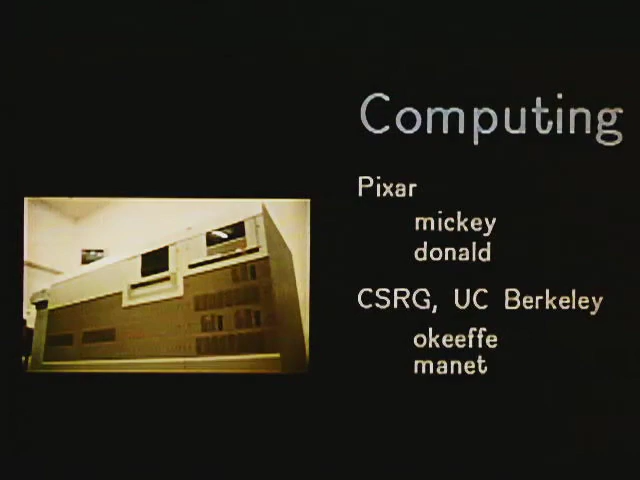 Computing
Pixar
mickey
donald
CSRG, UC Berkeley
okeeffe
manet